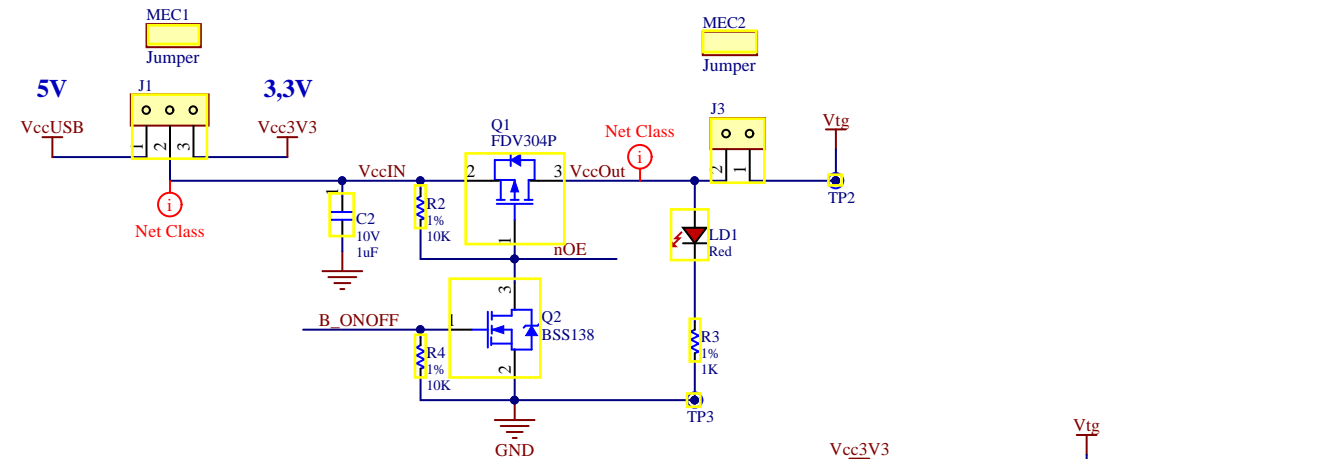 MEC1
Jumper
MEC2
Jumper
5V
J1
3,3V
VccUSB
Vcc3V3
1
2
3
Net Class
VccIN
1
C2
10V
1uF
R2
1%
10K
Q1
FDV304P
2
3
1
VccOut
Net Class
nOE
J3
2
1
Vtg
TP2
LD1
Red
B_ONOFF
1
3
2
Q2
BSS138
R4
1%
10K
R3
1%
1K
TP3
GND
Vcc3V3
Vtg